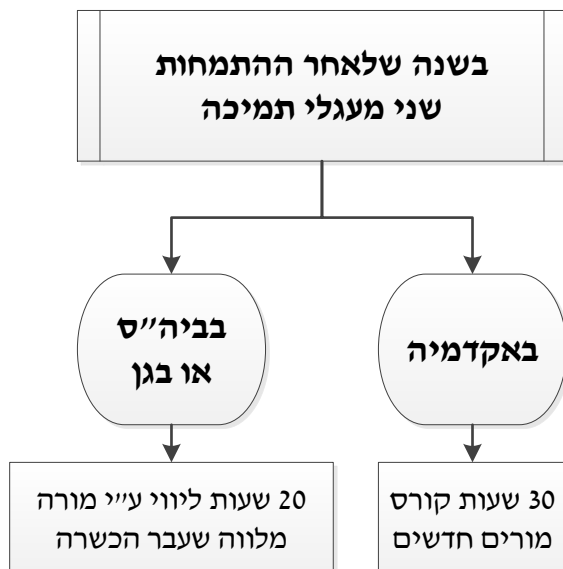 בשנה שלאחר ההתמחות
שני מעגלי תמיכה
באקדמיה
בביה״ס
או בגן
30 שעות קורס
מורים חדשים
20 שעות ליווי ע״י מורה
מלווה שעבר הכשרה